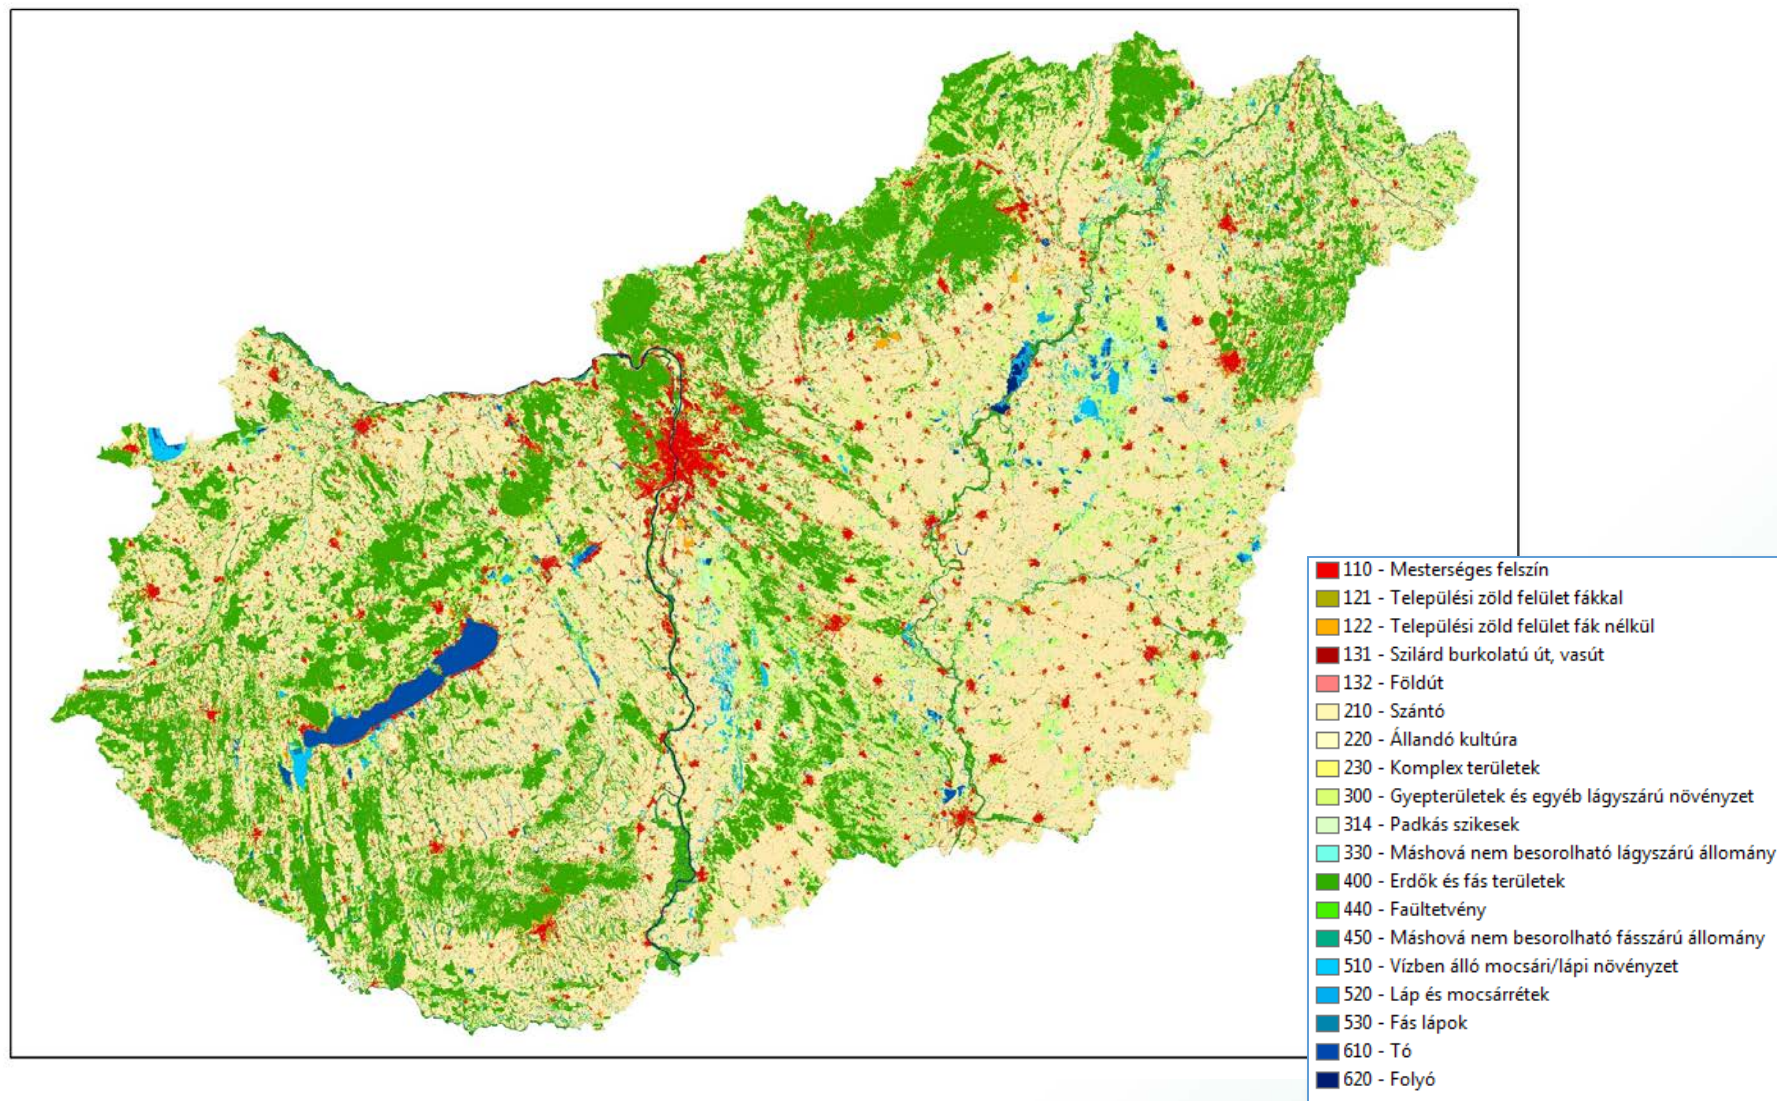 110 - Mesterséges felszín
121 - Települési zöld felület fákkal
122 - Települési zöld felület fák nélkül
131 - Szilárd burkolatú út, vasút
132 - Földút
210 - Szántó
220 - Állandó kultúra
230 - Komplex területek
300 - Gyepterületek és egyéb lágyszárú növényzet
314 - Padkás szikesek
330 - Máshová nem besorolható lágyszárú állomány
400 - Erdők és fás területek
440 - Faültetvény
450 - Máshová nem besorolható fásszárú állomány
510 - Vízben álló mocsári/lápi növényzet
520 - Láp és mocsárrétek
530 - Fás lápok
610 - Tó
620 - Folyó